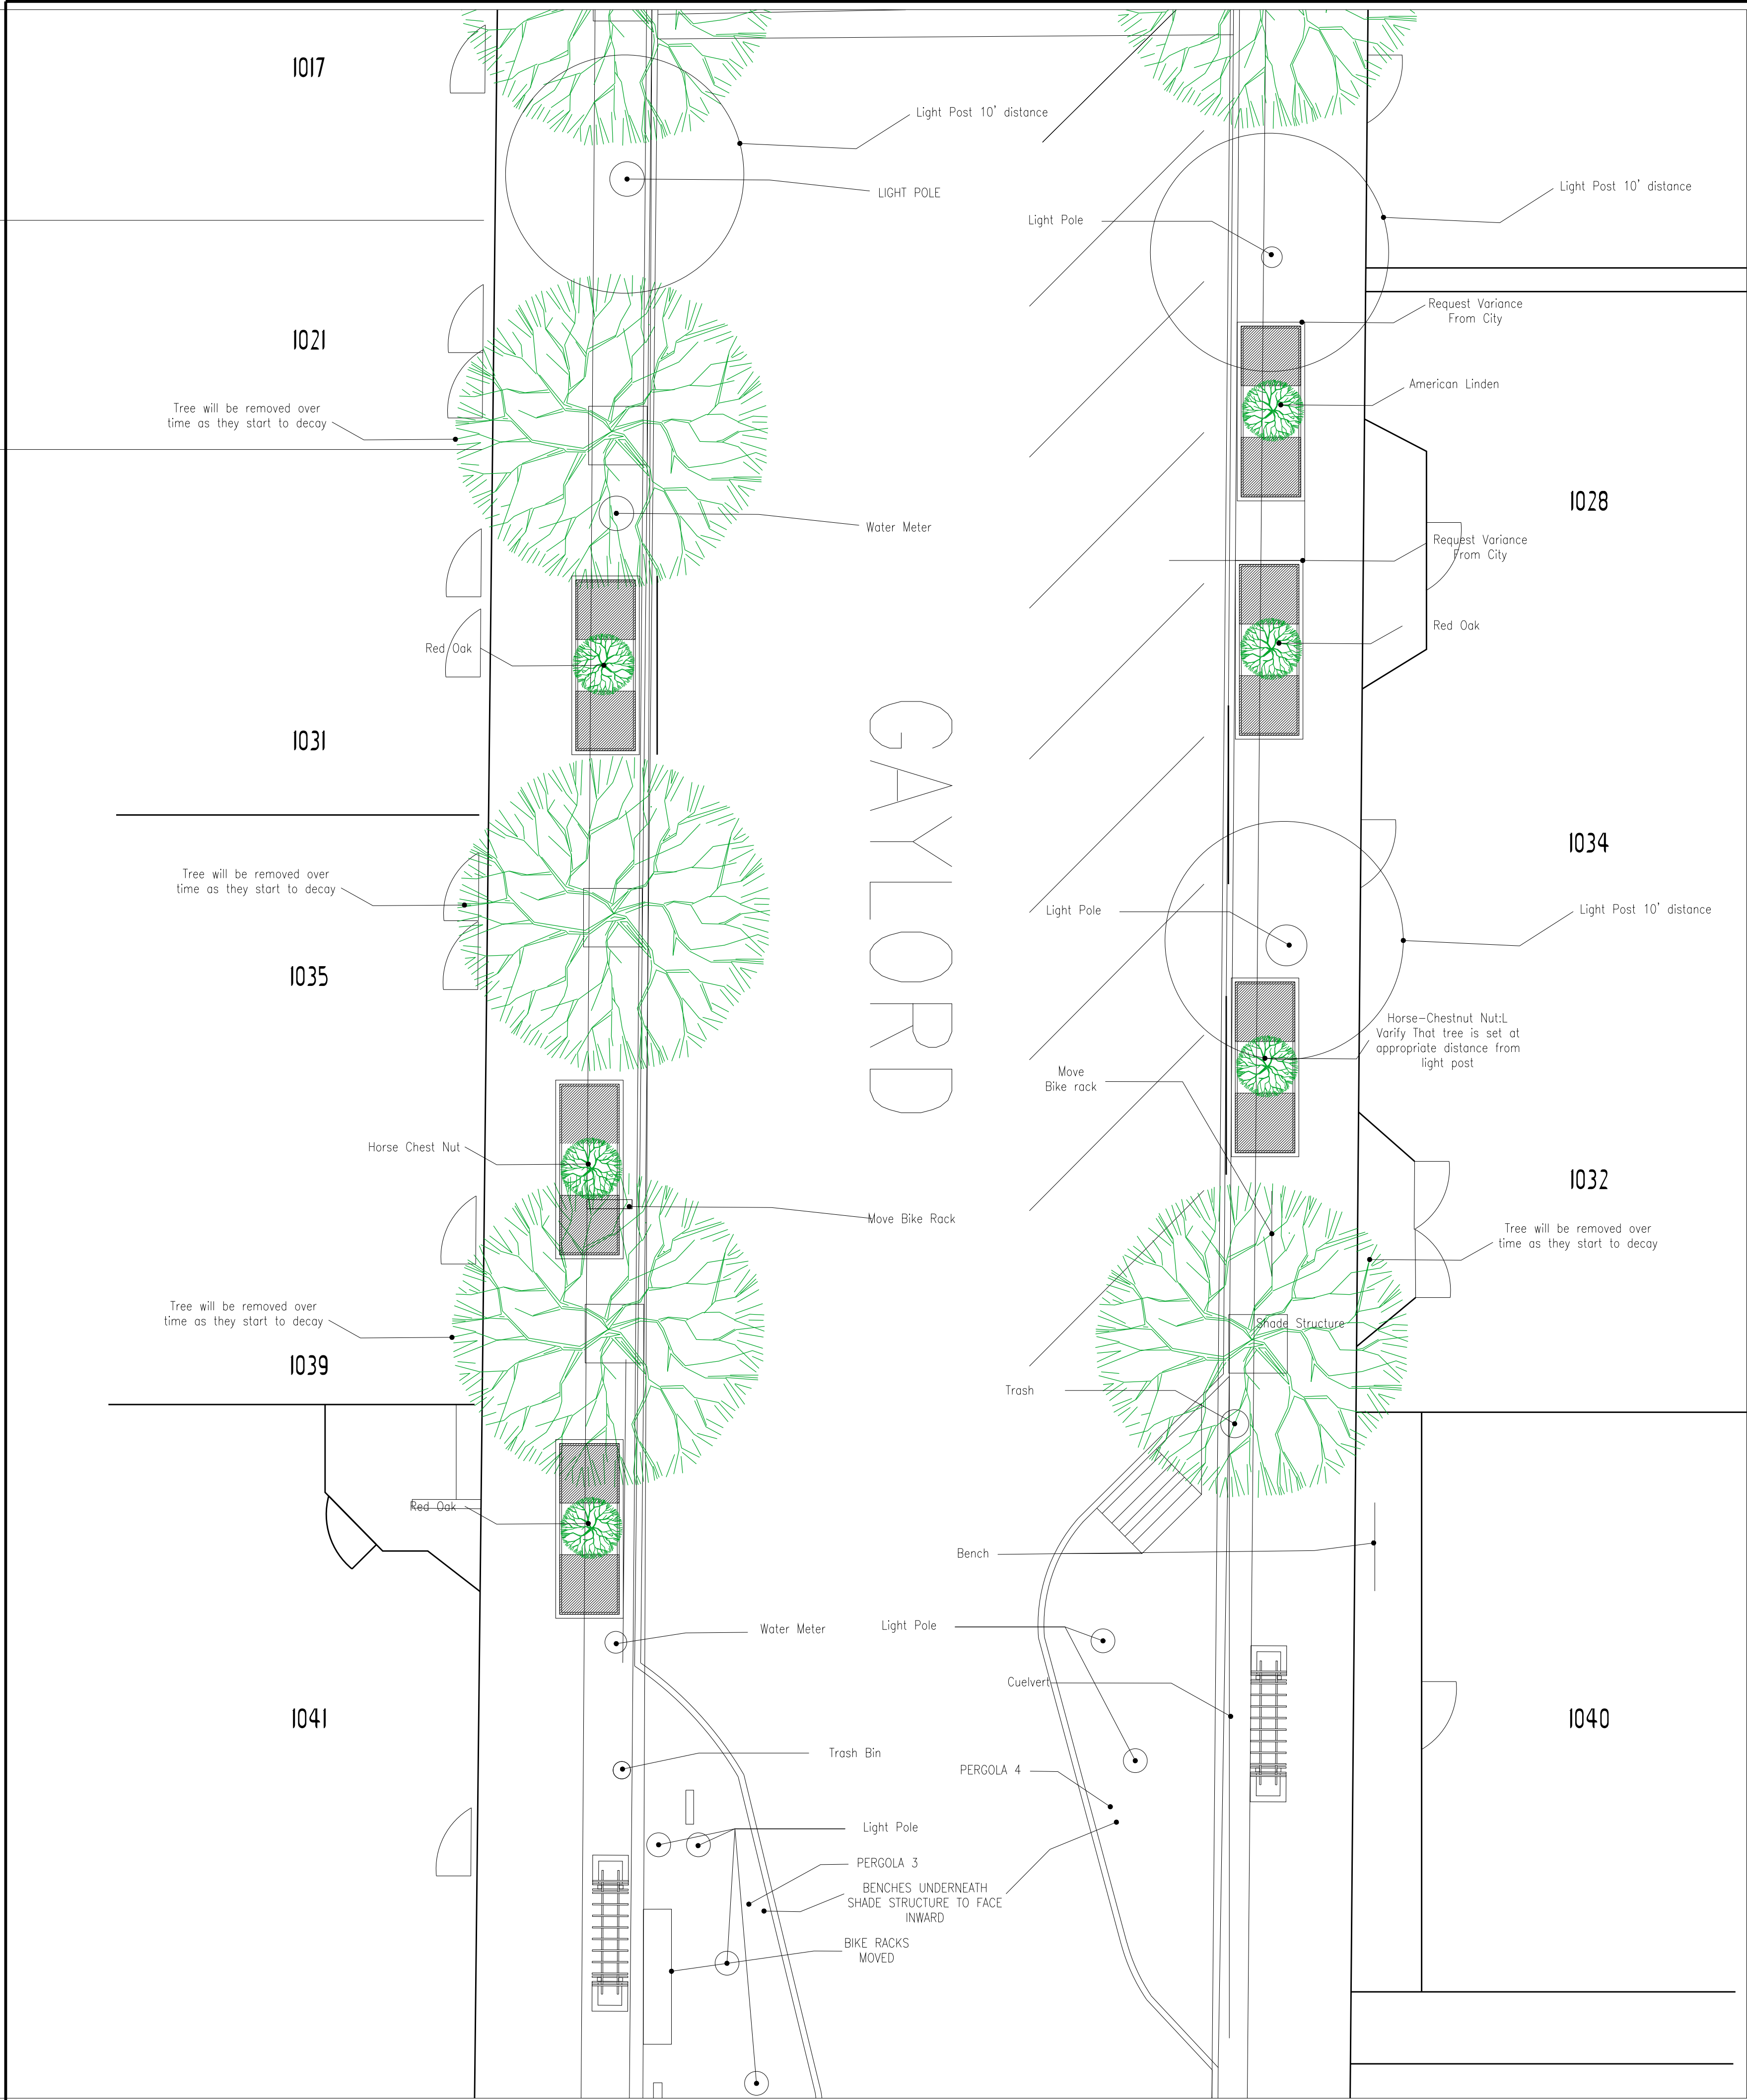 1017
Light Post 10' distance
Light Post 10' distance
LIGHT POLE
Light Pole
Request Variance
From City
1021
American Linden
Tree will be removed over
time as they start to decay
1028
Water Meter
Request Variance
From City
Red Oak
Red Oak
1031
GAYLORD
1034
Tree will be removed over
time as they start to decay
Light Pole
Light Post 10' distance
1035
Horse-Chestnut Nut:L
Varify That tree is set at
appropriate distance from
light post
Move
Bike rack
Horse Chest Nut
1032
Move Bike Rack
Tree will be removed over
time as they start to decay
Tree will be removed over
time as they start to decay
Shade Structure
1039
Trash
Red Oak
Bench
Water Meter
Light Pole
Cuelvert
1041
1040
Trash Bin
PERGOLA 4
Light Pole
PERGOLA 3
BENCHES UNDERNEATH
SHADE STRUCTURE TO FACE
INWARD
BIKE RACKS
MOVED